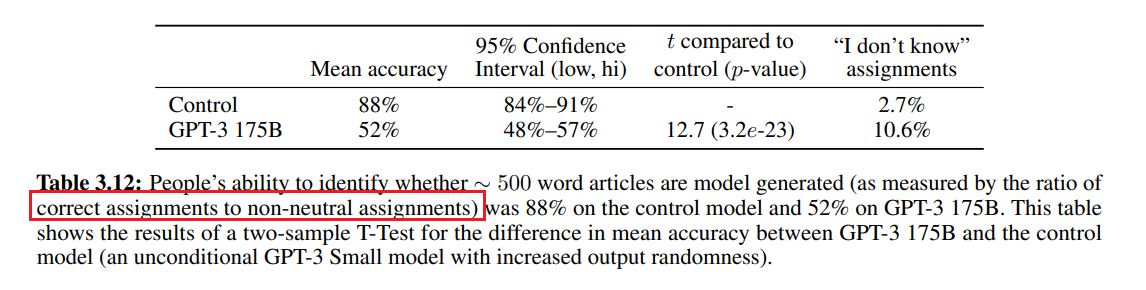 95% Confidence t compared to “I don’t know”
Mean accuracy Interval (low, hi) control (p-value) assignments
Control 88% 84%–91% - 2.7%
GPT-3 175B 52% 48%–57% 12.7 (3.2e-23) 10.6%
Table 3.12: People’s ability to identify whether ∼ 500 word articles are model generated (as measured by the ratio of
correct assignments to non-neutral assignments) was 88% on the control model and 52% on GPT-3 175B. This table
shows the results of a two-sample T-Test for the difference in mean accuracy between GPT-3 175B and the control
model (an unconditional GPT-3 Small model with increased output randomness).